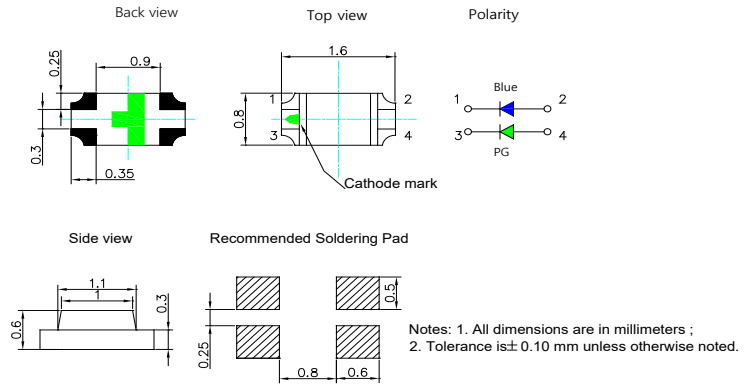 Back view
Top view
Polarity
0.25
0.9
0.3
0.35
1.6
0.8
1
2
3
4
Cathode mark
Blue
1
2
3
4
PG
Side view
Recommended Soldering Pad
1.1
1
0.6
0.3
0.5
0.25
0.8
0.6
Notes: 1. All dimensions are in millimeters ;
2. Tolerance is± 0.10 mm unless otherwise noted.